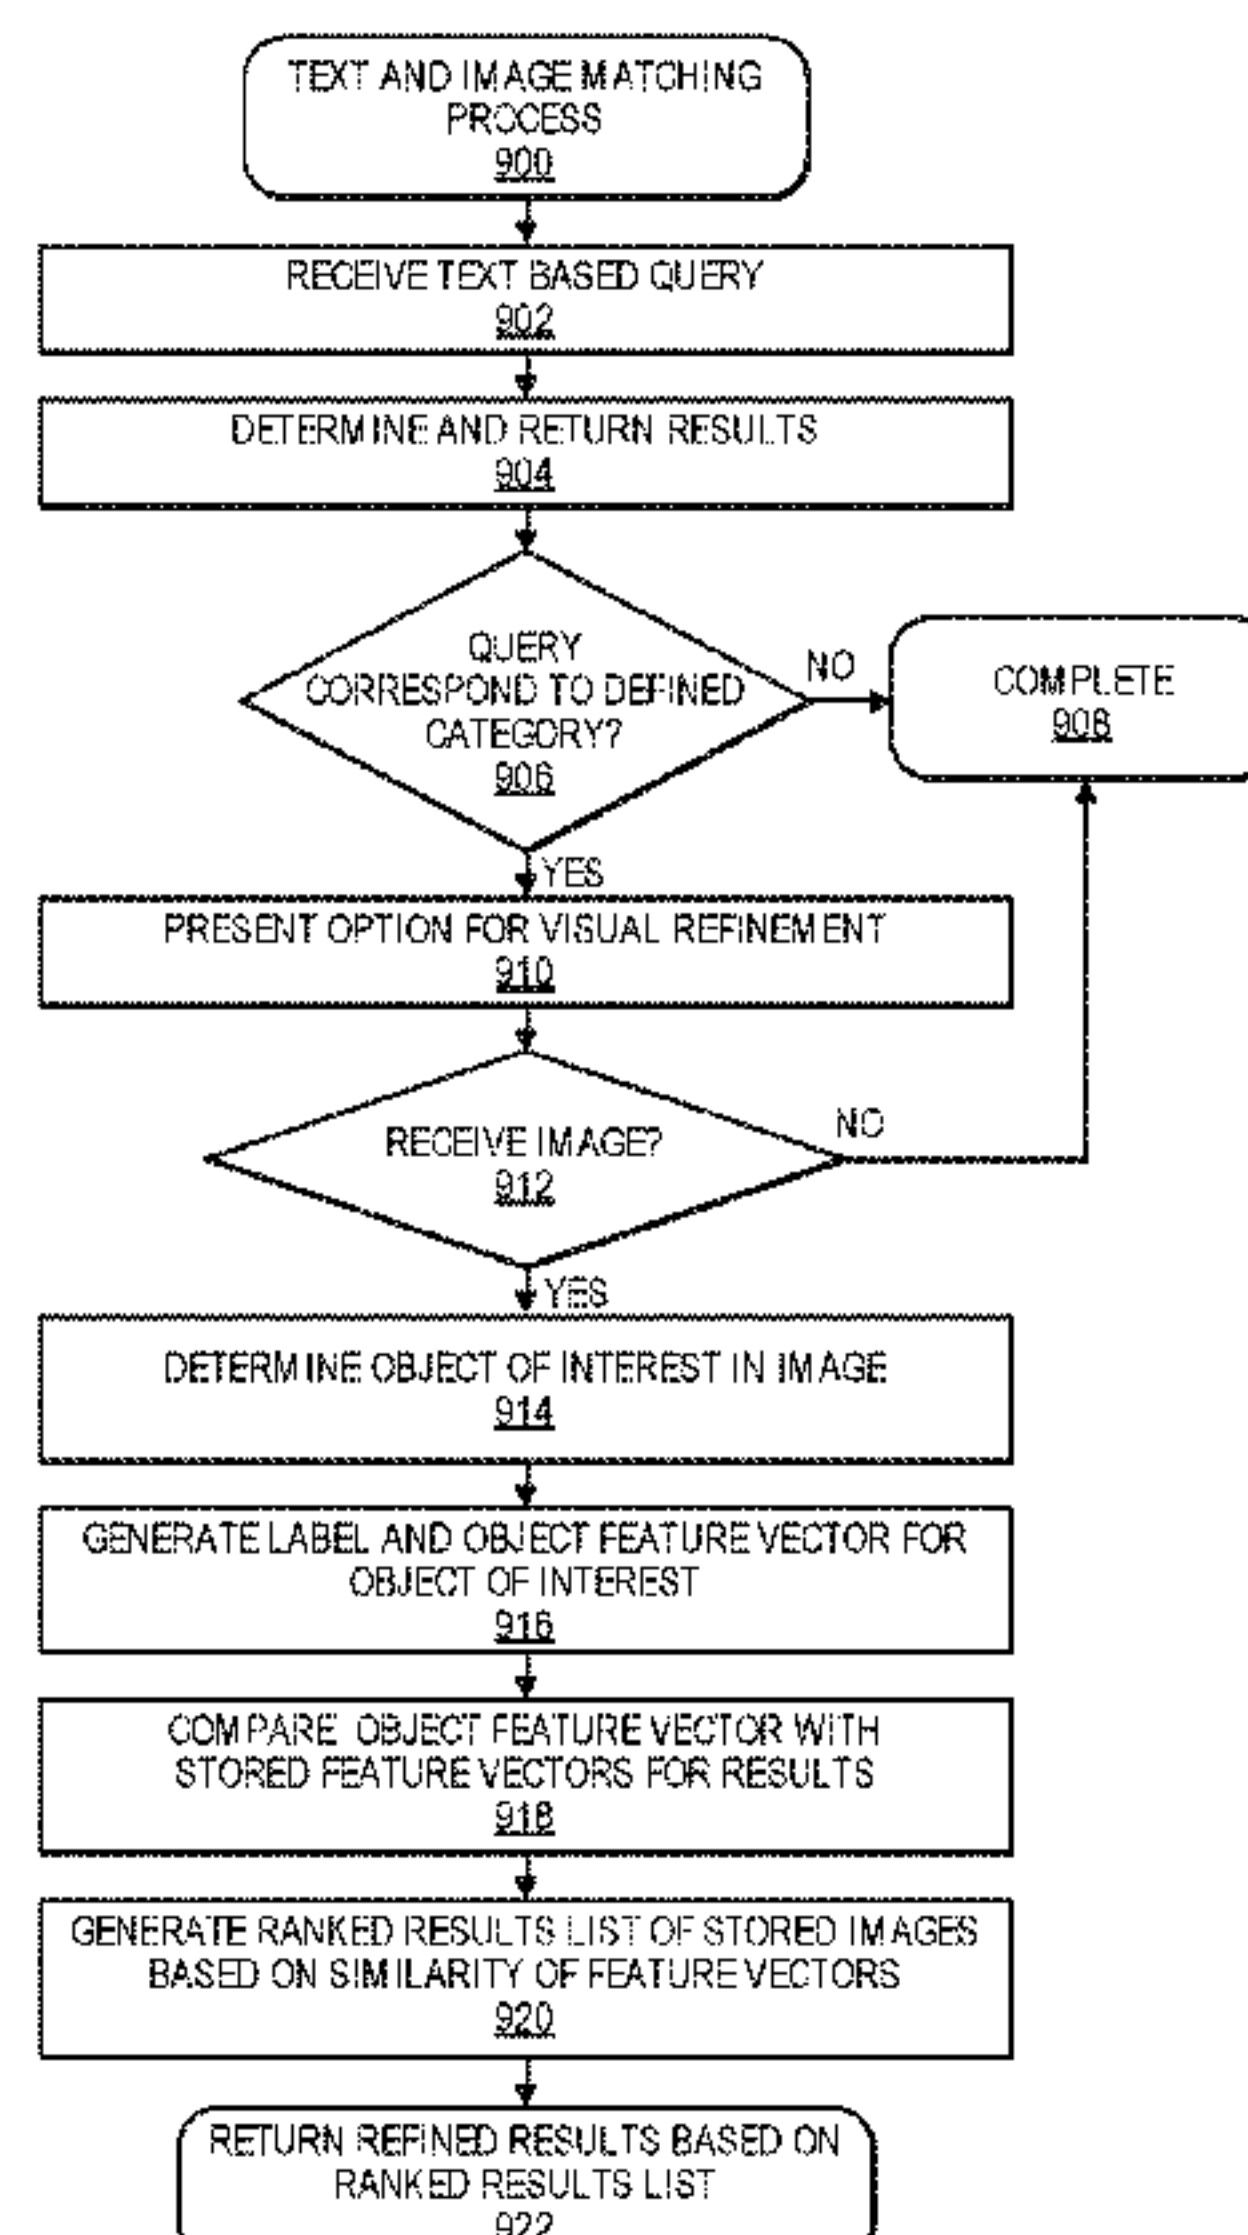 TEXT AND IMAGE MATCHING
PROCESS
900
RECEIVE TEXT BASED QUERY
902
DETERMINE AND RETURN RESULTS
904
QUERY
CORRESPOND TO DEFINED
CATEGORY?
906
NO
COMPLETE
908
YES
PRESENT OPTION FOR VISUAL REFINEMENT
910
RECEIVE IMAGE?
912
NO
YES
DETERMINE OBJECT OF INTEREST IN IMAGE
914
GENERATE LABEL AND OBJECT FEATURE VECTOR FOR
OBJECT OF INTEREST
916
COMPARE OBJECT FEATURE VECTOR WITH
STORED FEATURE VECTORS FOR RESULTS
918
GENERATE RANKED RESULTS LIST OF STORED IMAGES
BASED ON SIMILARITY OF FEATURE VECTORS
920
RETURN REFINED RESULTS BASED ON
RANKED RESULTS LIST
922